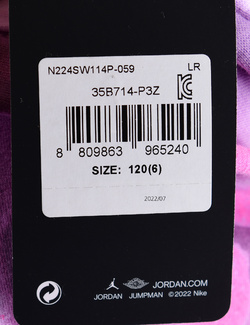 N224SW114P-059 LR
35B714-P3Z
8 809863 965240
SIZE: 120(6)
2022/07
JORDAN.COM
JORDAN JUMPMAN ©2022 Nike